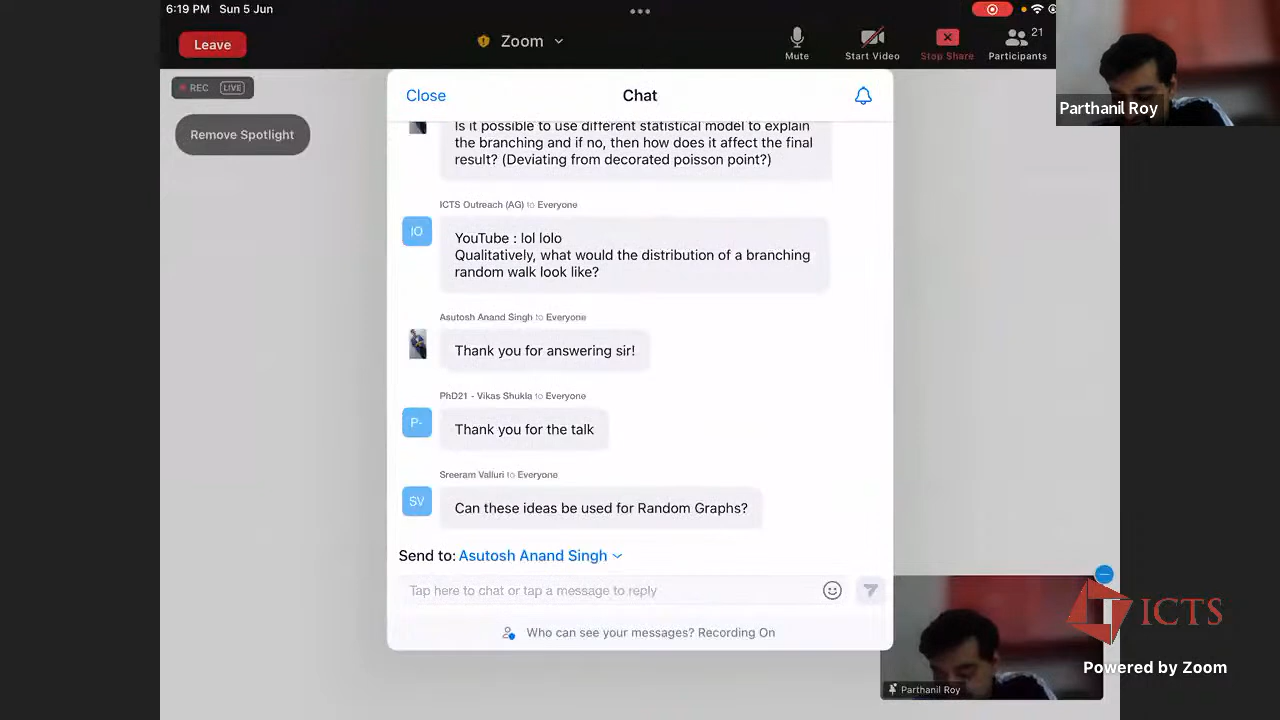 6:19 PM Sun 5 Jun
Leave
Zoom
Mute
Start Video
Stop Share
Participants
21
REC LIVE
Remove Spotlight
Parthanil Roy
Close
Chat
Is it possible to use different statistical model to explain
the branching and if no, then how does it affect the final
result? (Deviating from decorated poisson point?)
ICTS Outreach (AG) to Everyone
IO
YouTube : lol lolo
Qualitatively, what would the distribution of a branching
random walk look like?
Asutosh Anand Singh to Everyone
Thank you for answering sir!
PhD21 - Vikas Shukla to Everyone
P-
Thank you for the talk
Sreeram Valluri to Everyone
SV
Can these ideas be used for Random Graphs?
Send to: Asutosh Anand Singh
Tap here to chat or tap a message to reply
Who can see your messages? Recording On
ICTS
Powered by Zoom
Parthanil Roy